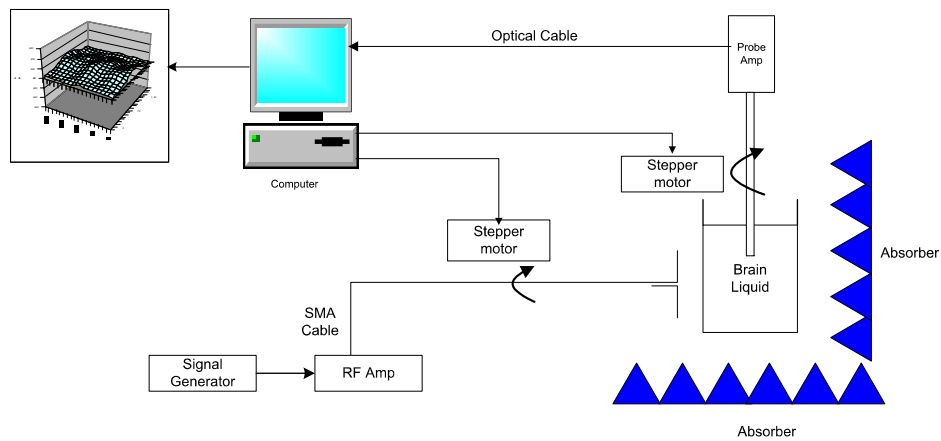 Optical Cable
Probe
Amp
Computer
Stepper
motor
Stepper
motor
Brain
Liquid
Absorber
SMA
Cable
Signal
Generator
RF Amp
Absorber